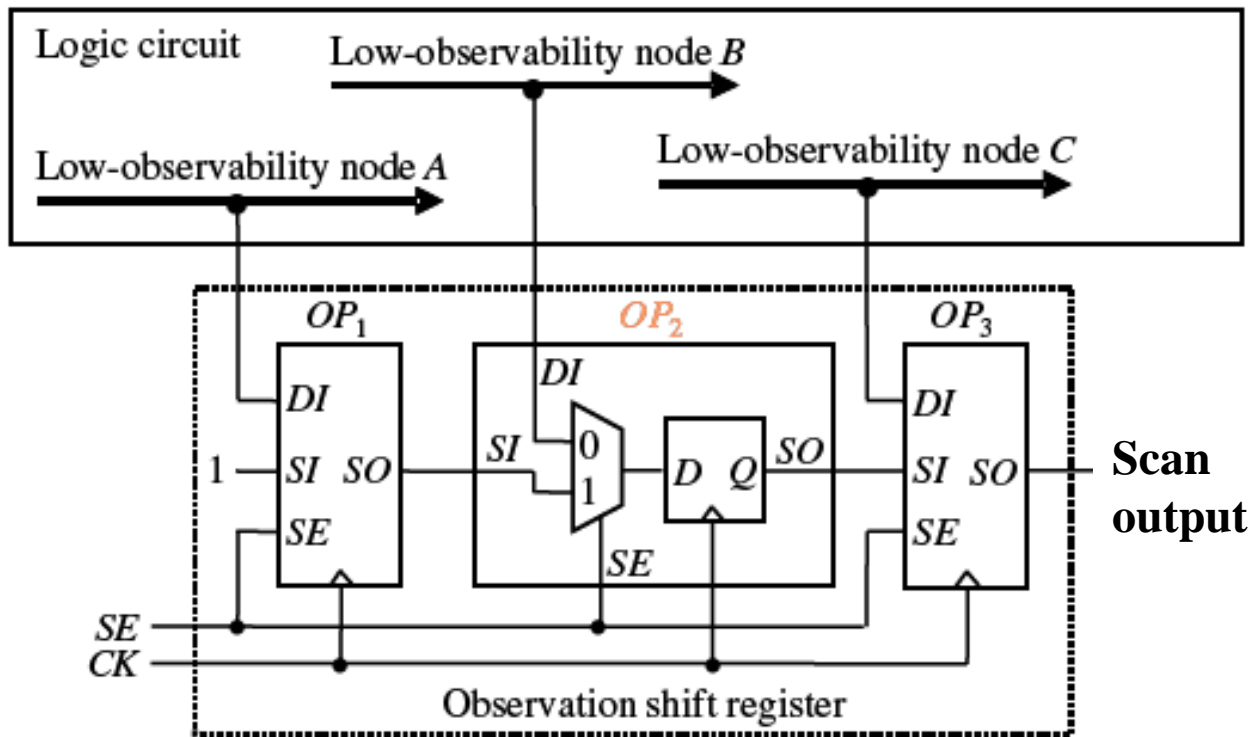 Logic circuit
Low-observability node B
Low-observability node A
Low-observability node C
OP1
OP2
OP3
DI
SI
SO
SE
1
DI
SI
0
1
SE
D
Q
SO
DI
SI
SO
SE
Scan
output
SE
CK
Observation shift register